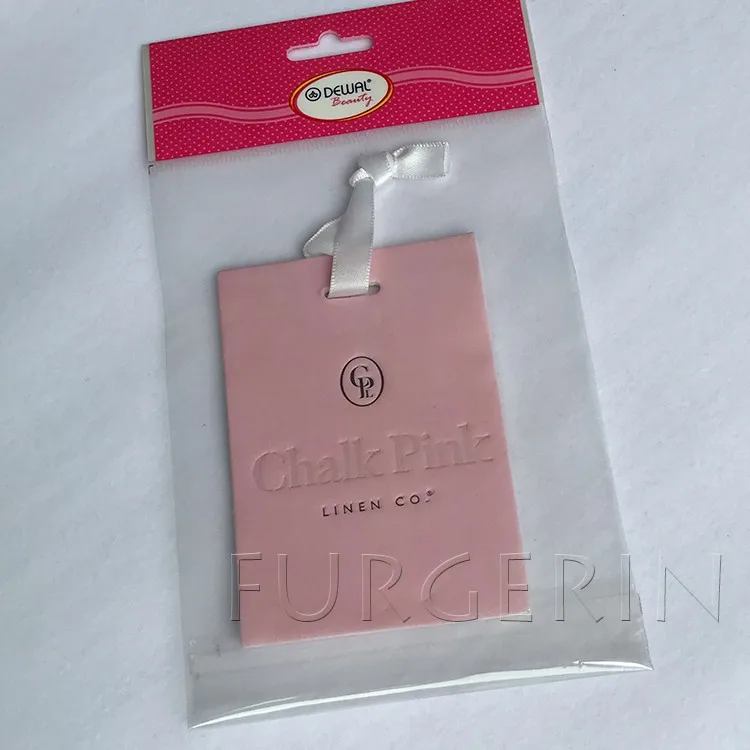 DEWAL®
Beauty
CPL
Chalk Pink
LINEN CO.®
FURGERIN